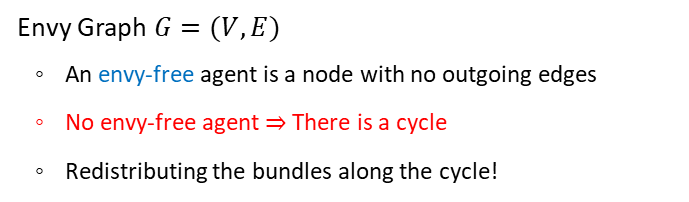 Envy Graph 𝐺 = (𝑉, 𝐸)
◦ An envy-free agent is a node with no outgoing edges
◦ No envy-free agent ⇒ There is a cycle
◦ Redistributing the bundles along the cycle!